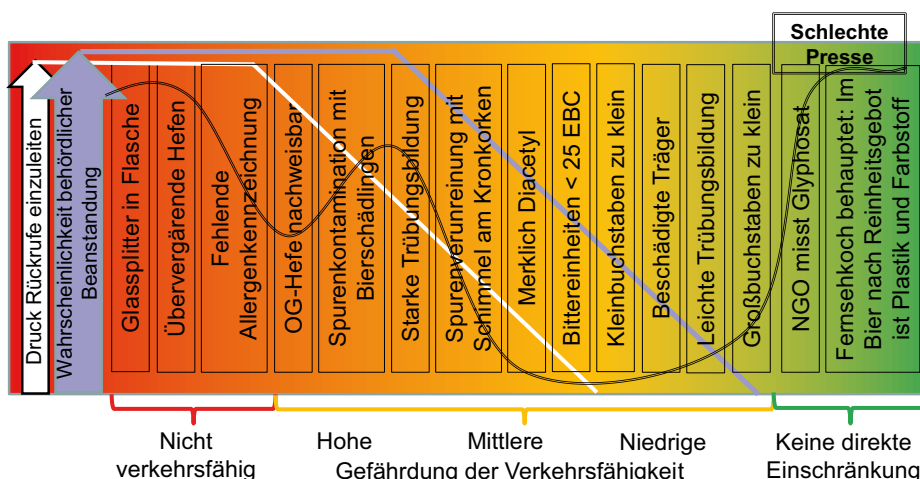 Schlechte
Presse
Druck Rückrufe einzuleiten
Wahrscheinlichkeit behördlicher
Beanstandung
Glassplitter in Flasche
Übervergärende Hefen
Fehlende
Allergenkennzeichnung
OG-Hefe nachweisbar
Spurenkontamination mit
Bierschädlingen
Starke Trübungsbildung
Spurenverunreinung mit
Schimmel am Kronkorken
Merklich Diacetyl
Bittereinheiten < 25 EBC
Kleinbuchstaben zu klein
Beschädigte Träger
Leichte Trübungsbildung
Großbuchstaben zu klein
NGO misst Glyphosat
Fernsehkoch behauptet: Im
Bier nach Reinheitsgebot
ist Plastik und Farbstoff
Nicht
verkehrsfähig
Hohe Mittlere Niedrige
Gefährdung der Verkehrsfähigkeit
Keine direkte
Einschränkung